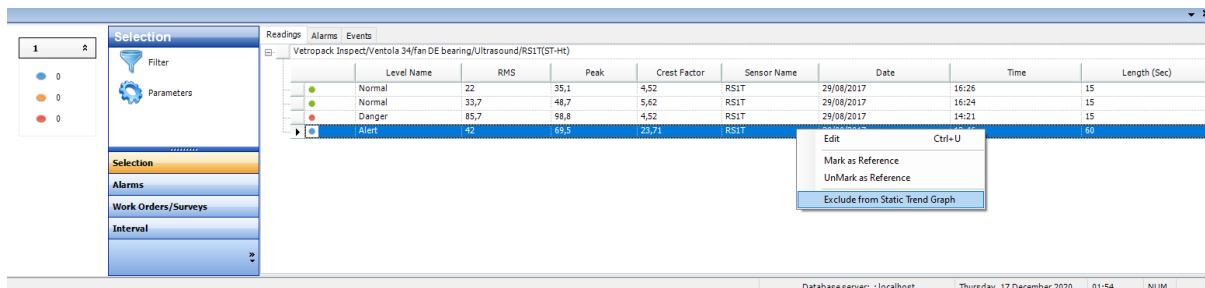 1
0
0
0
Selection
Filter
Parameters
Selection
Alarms
Work Orders/Surveys
Interval
Readings Alarms Events
Vetropack Inspect/Ventola 34/fan DE bearing/Ultrasound/RS1T(ST-Ht)
Level Name RMS Peak Crest Factor Sensor Name Date Time Length (Sec)
Normal 22 35,1 4,52 RS1T 29/08/2017 16:26 15
Normal 33,7 48,7 5,62 RS1T 29/08/2017 16:24 15
Danger 85,7 98,8 4,52 RS1T 29/08/2017 14:21 15
Alert 42 69,5 23,71 RS1T 60
Edit Ctrl+U
Mark as Reference
UnMark as Reference
Exclude from Static Trend Graph
Database server: : localhost Thursday, 17 December 2020 01:54 NUM